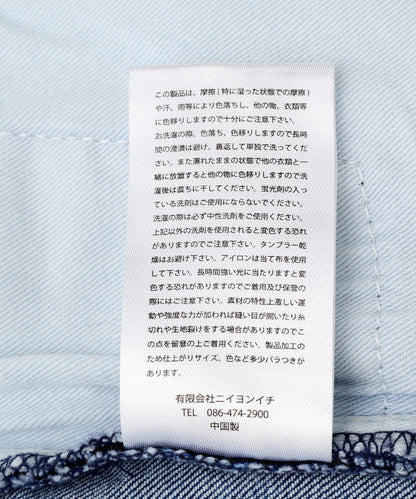 この製品は、摩擦(特に湿った状態での摩擦)
や汗、雨等により色落ちし、他の物、衣類等
に色移りしますので十分にご注意下さい。
お洗濯の際、色落ち、色移りしますので長時
間の浸漬は避け、裏返して単独で洗ってくだ
さい。また濡れたままの状態で他の衣類と一
緒に放置すると他の物に色移りしますので洗
濯後は直ちに干してください。蛍光剤の入っ
ている洗剤はご使用にならないでください。
洗濯の際は必ず中性洗剤をご使用ください。
上記以外の洗剤を使用されると変色する恐れ
がありますのでご注意下さい。タンブラー乾
燥はお避け下さい。アイロンは当て布を使用
して下さい。長時間強い光に当たりますと変
色する恐れがありますのでご着用及び保管の
際にはご注意下さい。素材の特性上激しい運
動や強度な力が加われば縫い目が開いたり糸
切れや生地裂けをする場合がありますのでこ
の点を留意の上ご着用ください。製品加工の
ため仕上がりサイズ、色など多少バラつきが
あります。
有限会社ニイヨンイチ
TEL 086-474-2900
中国製